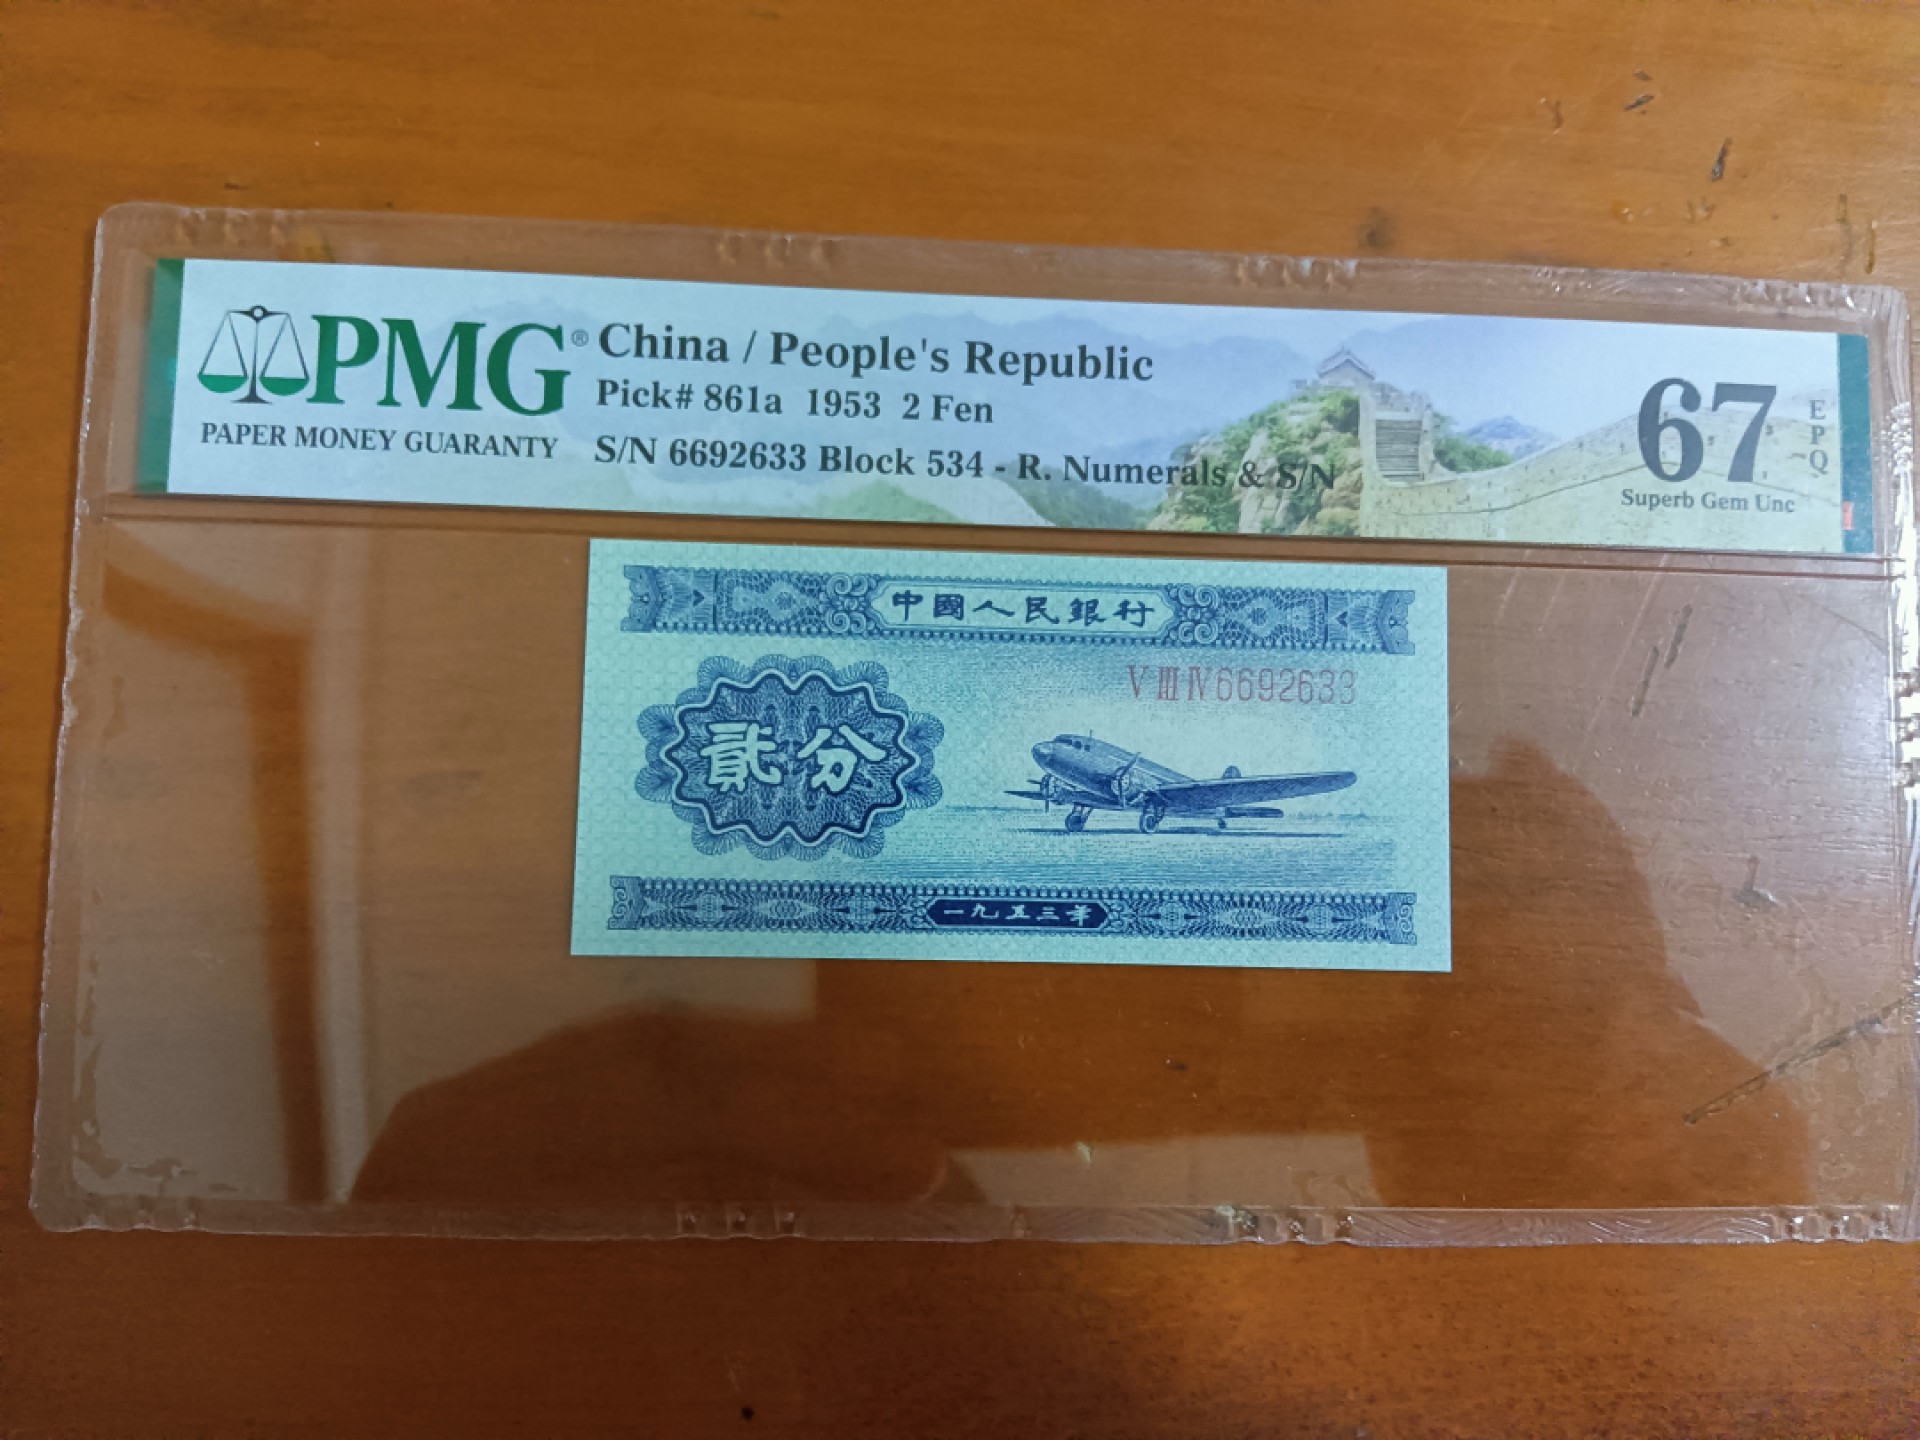 PMG®
PAPER MONEY GUARANTY
China / People's Republic
Pick# 861a 1953 2 Fen
S/N 6692633 Block 534 - R. Numerals & S/N
67
EPQ
Superb Gem Unc
中國人民銀行
V III IV 6692633
貳分
一九五三年